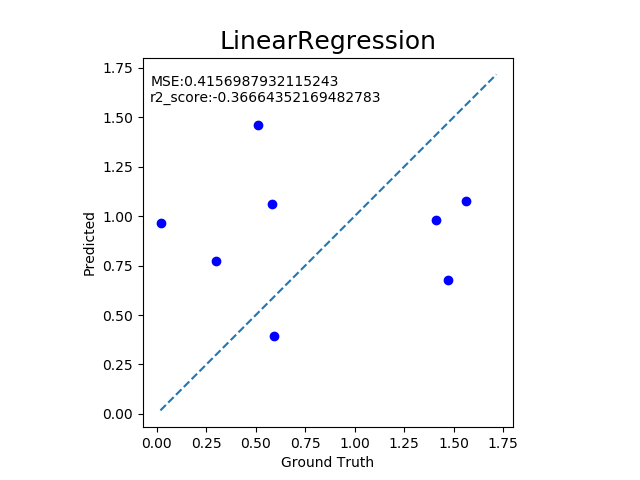 LinearRegression
MSE:0.4156987932115243
r2_score:-0.36664352169482783
1.75
1.50
1.25
1.00
0.75
0.50
0.25
0.00
Predicted
0.00 0.25 0.50 0.75 1.00 1.25 1.50 1.75
Ground Truth